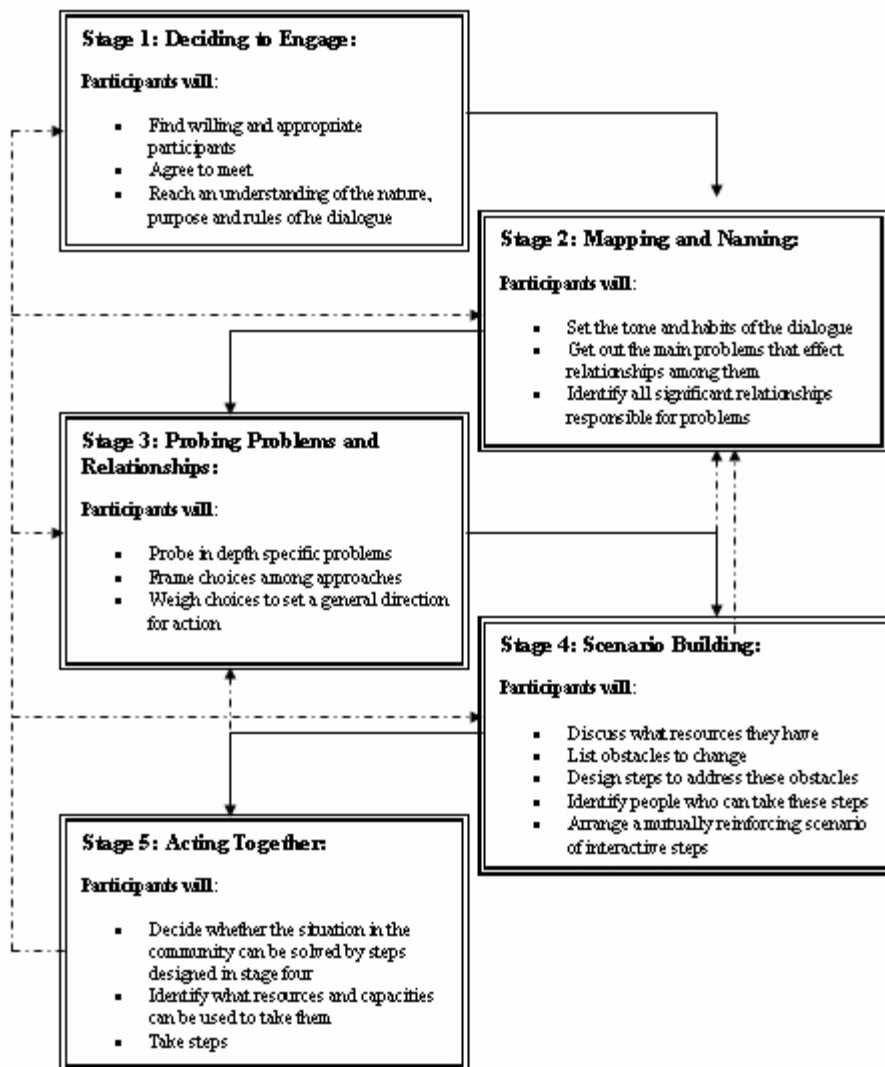 Stage 1: Deciding to Engage:
Participants will:
▪ Find willing and appropriate
participants
▪ Agree to meet
▪ Reach an understanding of the nature,
purpose and rules of he dialogue
Stage 2: Mapping and Naming:
Participants will:
▪ Set the tone and habits of the dialogue
▪ Get out the main problems that effect
relationships among them
▪ Identify all significant relationships
responsible for problems
Stage 3: Probing Problems and
Relationships:
Participants will:
▪ Probe in depth specific problems
▪ Frame choices among approaches
▪ Weigh choices to set a general direction
for action
Stage 4: Scenario Building:
Participants will:
▪ Discuss what resources they have
▪ List obstacles to change
▪ Design steps to address these obstacles
▪ Identify people who can take these steps
▪ Arrange a mutually reinforcing scenario
of interactive steps
Stage 5: Acting Together:
Participants will:
▪ Decide whether the situation in the
community can be solved by steps
designed in stage four
▪ Identify what resources and capacities
can be used to take them
▪ Take steps